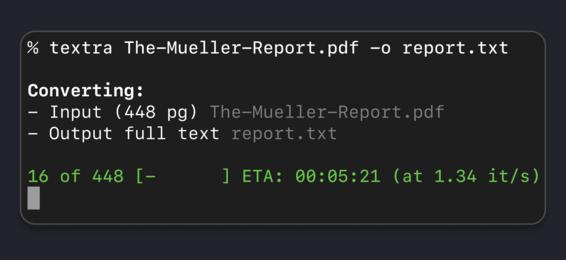 % textra The-Mueller-Report.pdf -o report.txt
Converting:
- Input (448 pg) The-Mueller-Report.pdf
- Output full text report.txt
16 of 448 [-      ] ETA: 00:05:21 (at 1.34 it/s)